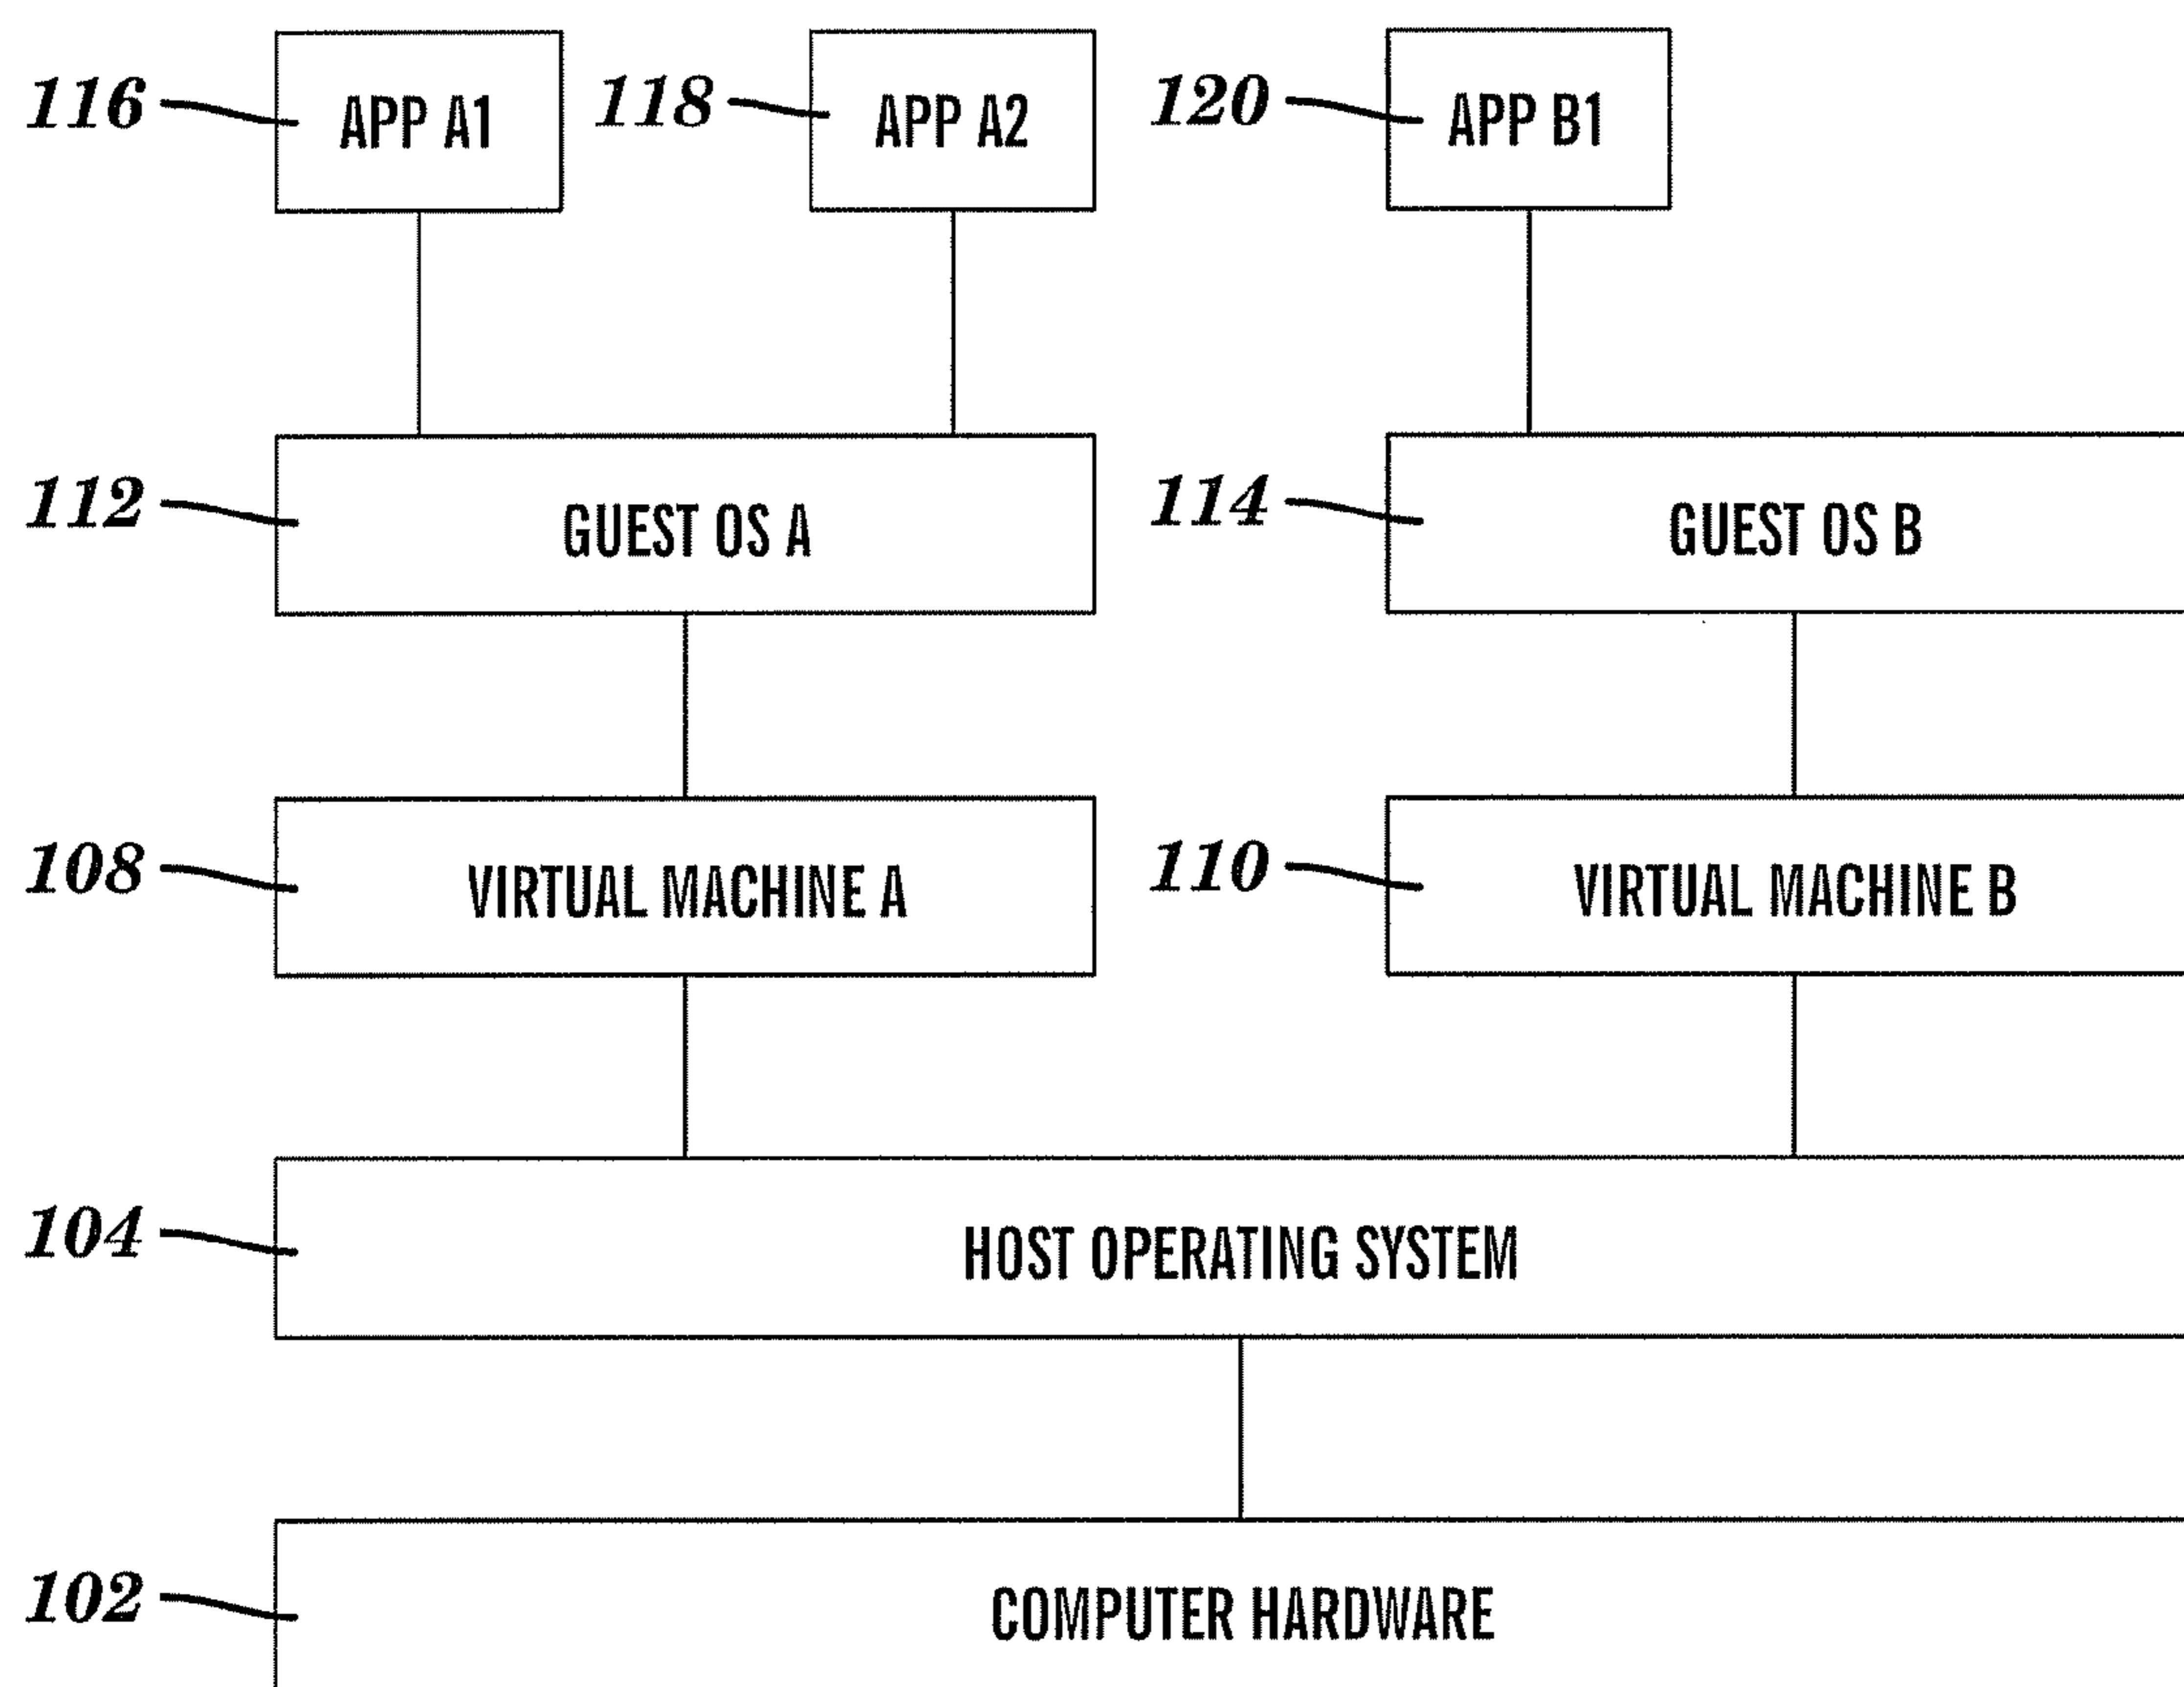 116 APP A1 118 APP A2 120 APP B1
112 GUEST OS A 114 GUEST OS B
108 VIRTUAL MACHINE A 110 VIRTUAL MACHINE B
104 HOST OPERATING SYSTEM
102 COMPUTER HARDWARE